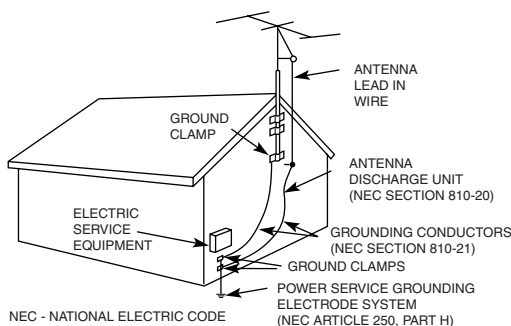 ANTENNA
LEAD IN
WIRE
GROUND
CLAMP
ANTENNA
DISCHARGE UNIT
(NEC SECTION 810-20)
ELECTRIC
SERVICE
EQUIPMENT
GROUNDING CONDUCTORS
(NEC SECTION 810-21)
GROUND CLAMPS
POWER SERVICE GROUNDING
ELECTRODE SYSTEM
(NEC ARTICLE 250, PART H)
NEC - NATIONAL ELECTRIC CODE